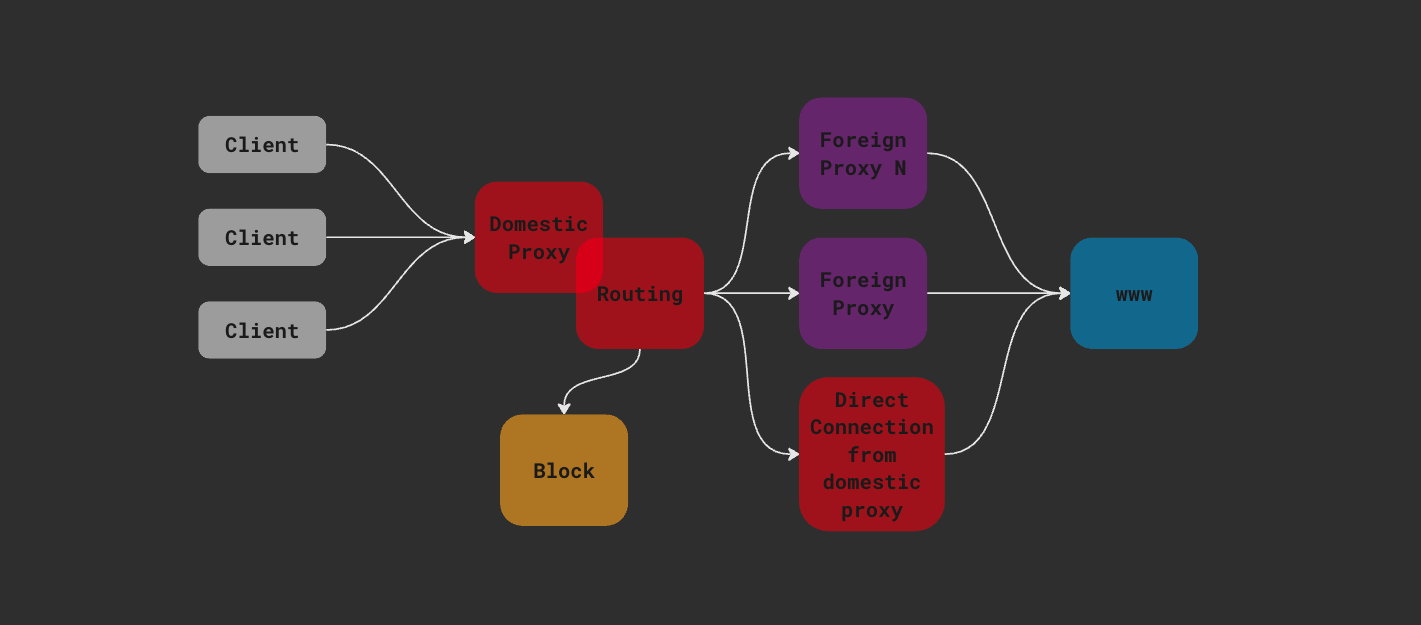 Client
Client
Client
Domestic
Proxy
Routing
Block
Foreign
Proxy N
Foreign
Proxy
Direct
Connection
from
domestic
proxy
www